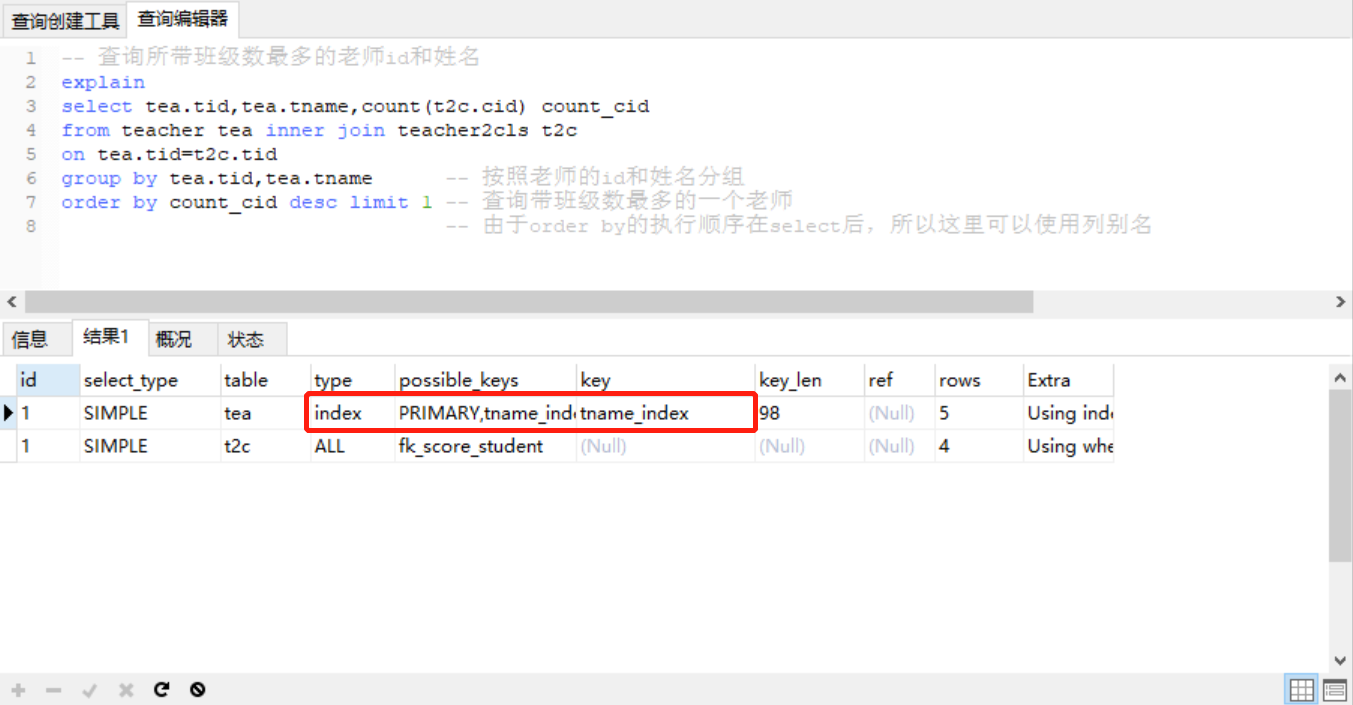 查询创建工具 查询编辑器
1 -- 查询所带班级数最多的老师id和姓名
2 explain
3 select tea.tid,tea.tname,count(t2c.cid) count_cid
4 from teacher tea inner join teacher2cls t2c
5 on tea.tid=t2c.tid
6 group by tea.tid,tea.tname -- 按照老师的id和姓名分组
7 order by count_cid desc limit 1 -- 查询带班级数最多的一个老师
8 -- 由于order by的执行顺序在select后，所以这里可以使用列别名
信息 结果1 概况 状态
id select_type table type possible_keys key key_len ref rows Extra
1 SIMPLE tea index PRIMARY,tname_inde tname_index 98 (Null) 5 Using inde
1 SIMPLE t2c ALL fk_score_student (Null) (Null) (Null) 4 Using whe